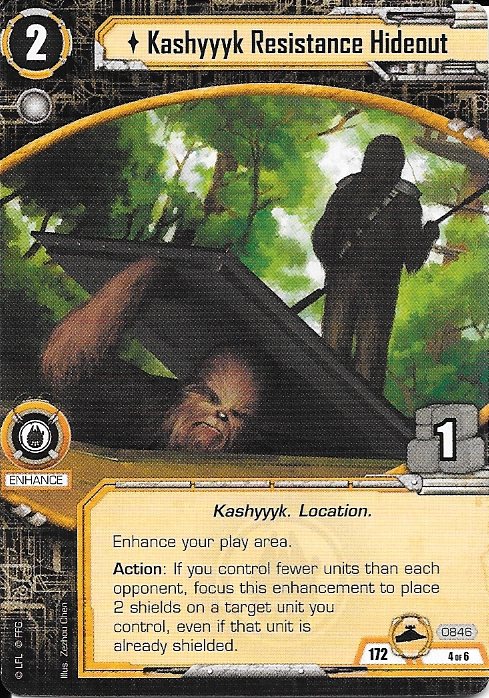 2
Kashyyyk Resistance Hideout
1
ENHANCE
Kashyyyk. Location.
Enhance your play area.
Action: If you control fewer units than each
opponent, focus this enhancement to place
2 shields on a target unit you
control, even if that unit is
already shielded.
0846
172
4 OF 6
Illus. Zezhou Chen
© LFL © FFG